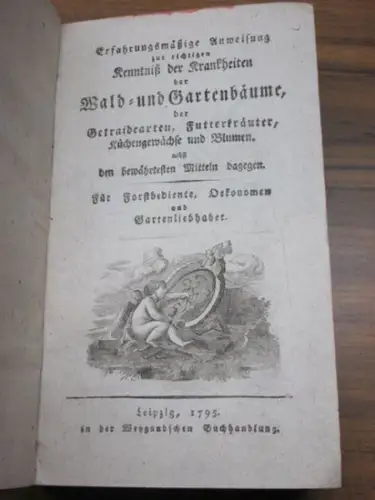 Erfahrungsmäßige Anweisung
zur richtigen
Kenntniß der Krankheiten
der
Wald- und Gartenbäume,
der
Getraidearten, Futterkräuter,
Küchengewächse und Blumen.
nebst
den bewährtesten Mitteln dagegen.
Für Forstbediente, Oekonomen
und
Gartenliebhaber.
Leipzig, 1795.
in der Weygandschen Buchhandlung.